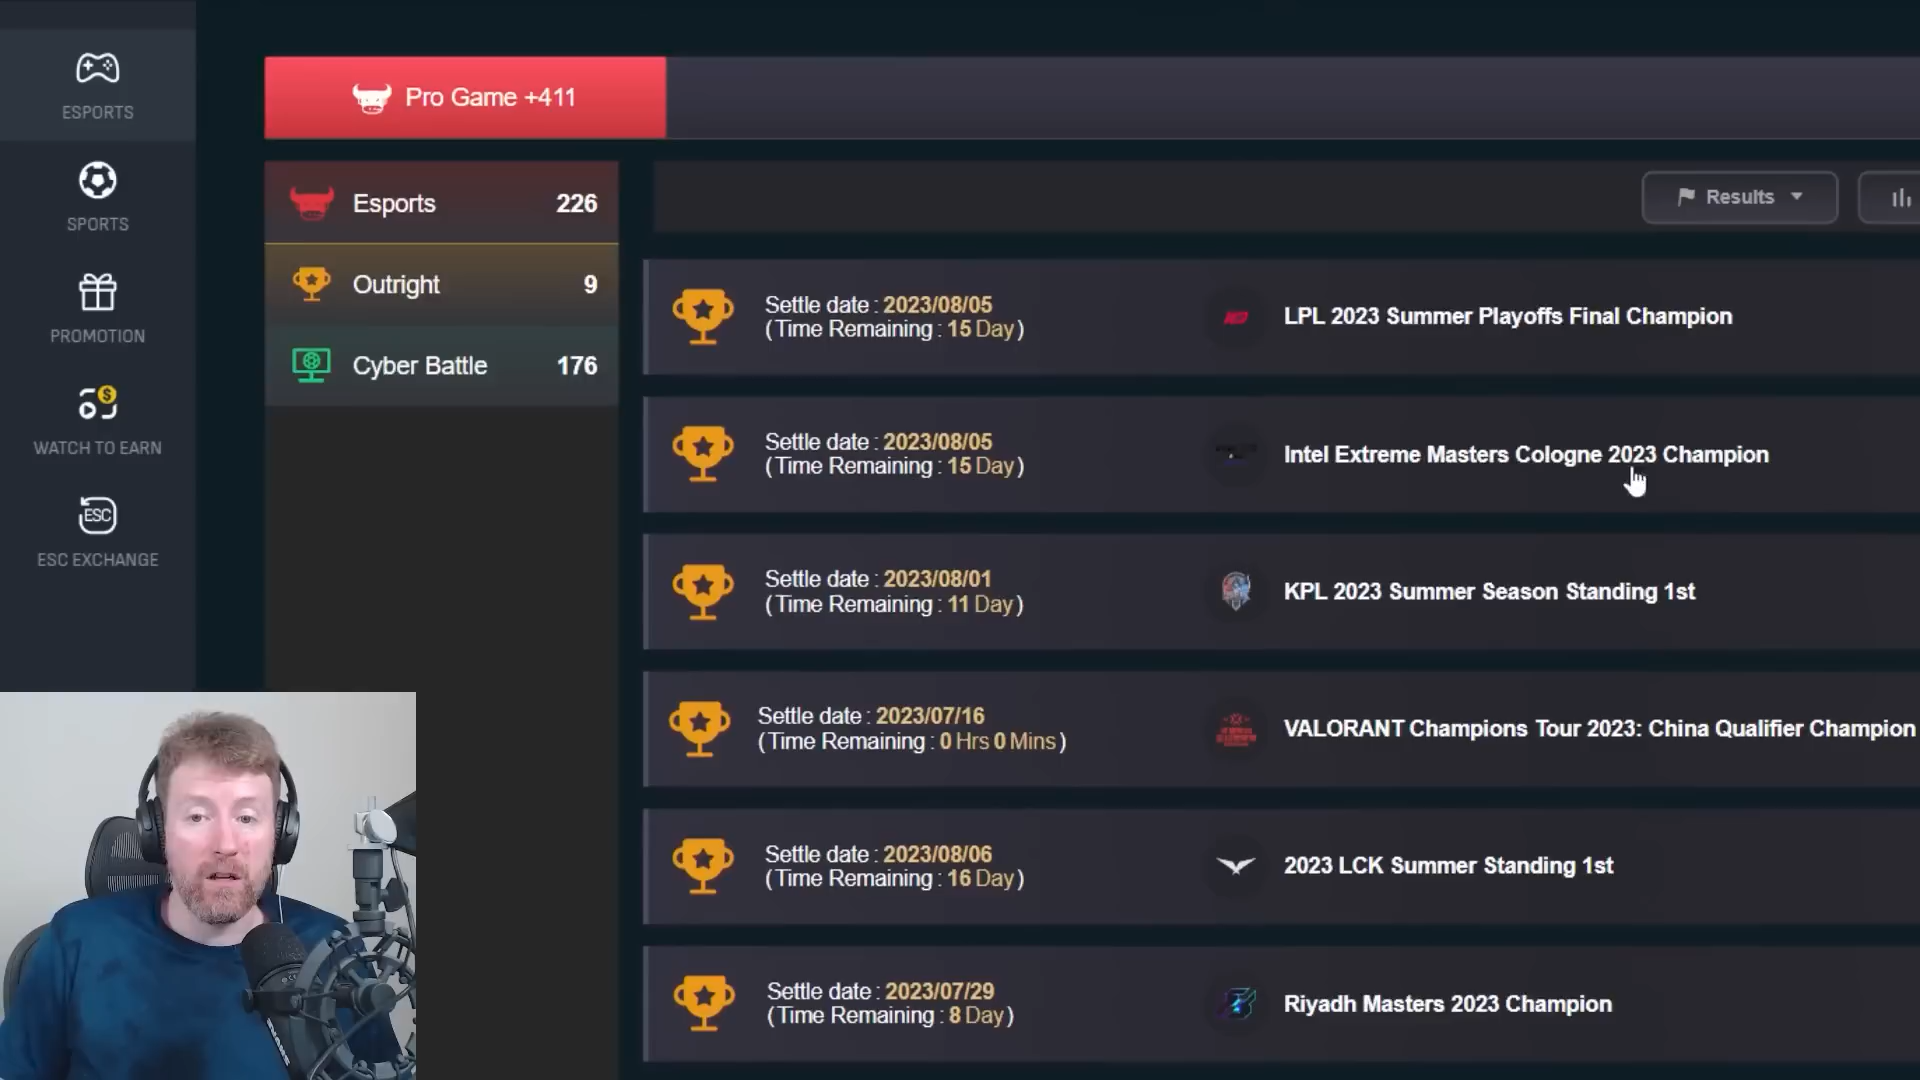 ESPORTS
SPORTS
PROMOTION
$
WATCH TO EARN
ESC
ESC EXCHANGE
Pro Game +411
Esports 226
Outright 9
Cyber Battle 176
Results
Settle date : 2023/08/05
(Time Remaining : 15 Day)
LPL 2023 Summer Playoffs Final Champion
Settle date : 2023/08/05
(Time Remaining : 15 Day)
Intel Extreme Masters Cologne 2023 Champion
Settle date : 2023/08/01
(Time Remaining : 11 Day)
KPL 2023 Summer Season Standing 1st
Settle date : 2023/07/16
(Time Remaining : 0 Hrs 0 Mins)
VALORANT Champions Tour 2023: China Qualifier Champion
Settle date : 2023/08/06
(Time Remaining : 16 Day)
2023 LCK Summer Standing 1st
Settle date : 2023/07/29
(Time Remaining : 8 Day)
Riyadh Masters 2023 Champion